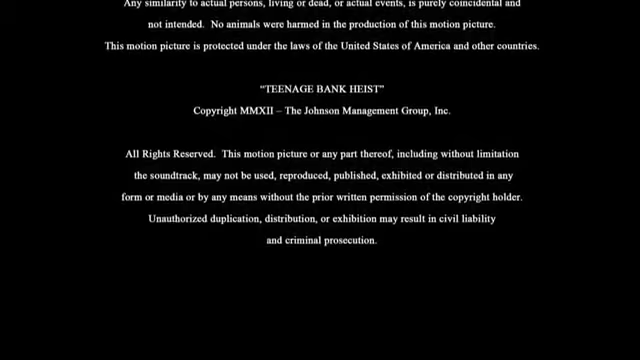 Any similarity to actual persons, living or dead, or actual events, is purely coincidental and
not intended. No animals were harmed in the production of this motion picture.
This motion picture is protected under the laws of the United States of America and other countries.
“TEENAGE BANK HEIST”
Copyright MMXII – The Johnson Management Group, Inc.
All Rights Reserved. This motion picture or any part thereof, including without limitation
the soundtrack, may not be used, reproduced, published, exhibited or distributed in any
form or media or by any means without the prior written permission of the copyright holder.
Unauthorized duplication, distribution, or exhibition may result in civil liability
and criminal prosecution.